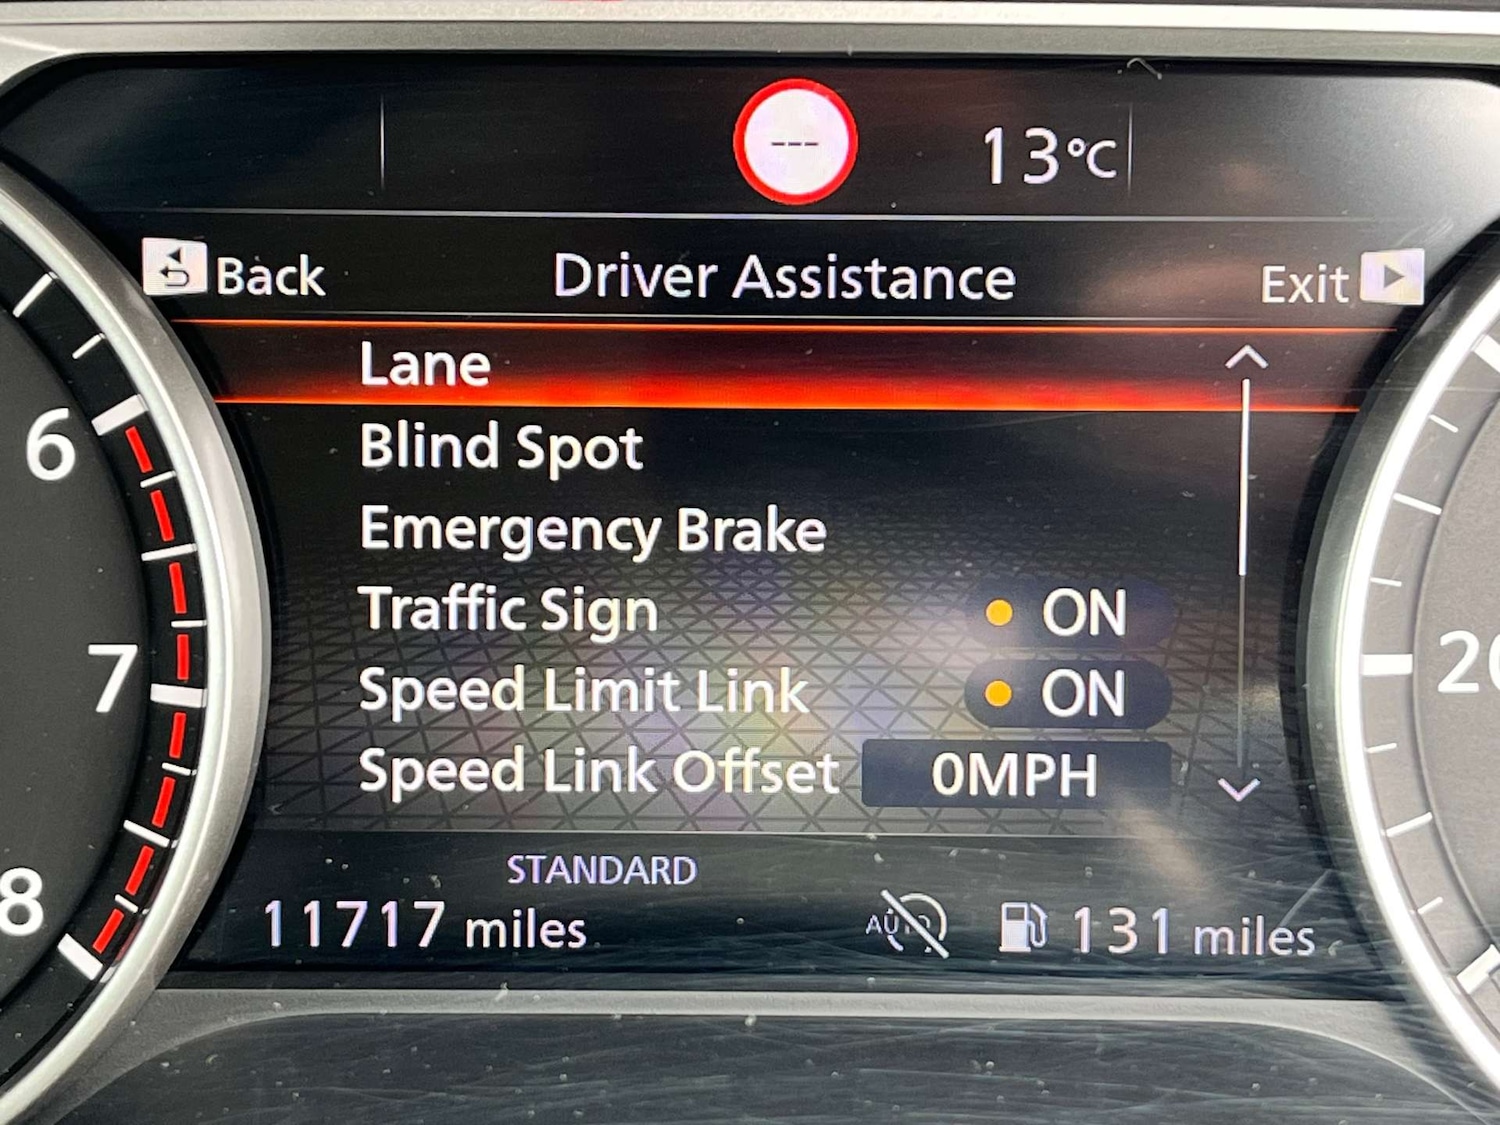 ---
13°C
Back Driver Assistance Exit
Lane
Blind Spot
Emergency Brake
Traffic Sign ON
Speed Limit Link ON
Speed Link Offset 0MPH
STANDARD
11717 miles AUTO 131 miles
6
7
8